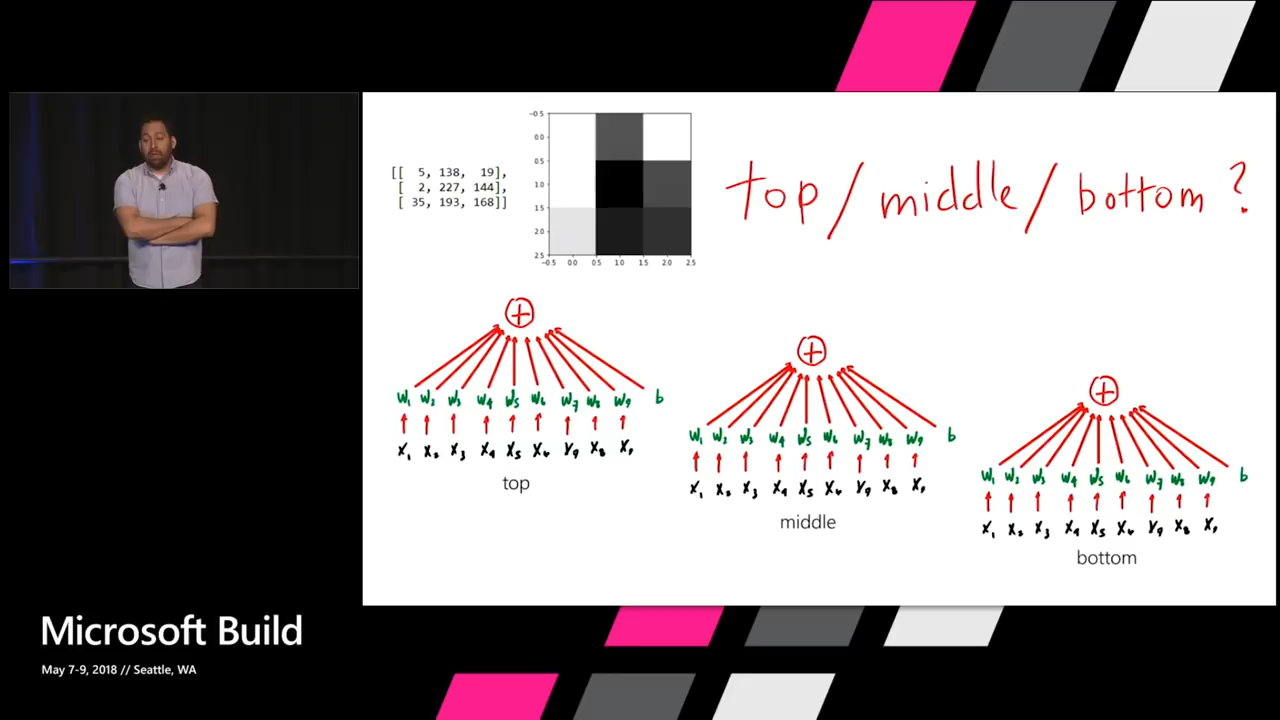 [[ 5, 138, 19],
[ 2, 227, 144],
[ 35, 193, 168]]
-0.5
0.0
0.5
1.0
1.5
2.0
2.5
-0.5 0.0 0.5 1.0 1.5 2.0 2.5
top / middle / bottom ?
+
W1 W2 W3 W4 W5 W6 W7 W8 W9 b
X1 X2 X3 X4 X5 X6 X7 X8 X9
top
+
W1 W2 W3 W4 W5 W6 W7 W8 W9 b
X1 X2 X3 X4 X5 X6 X7 X8 X9
middle
+
W1 W2 W3 W4 W5 W6 W7 W8 W9 b
X1 X2 X3 X4 X5 X6 X7 X8 X9
bottom
Microsoft Build
May 7-9, 2018 // Seattle, WA